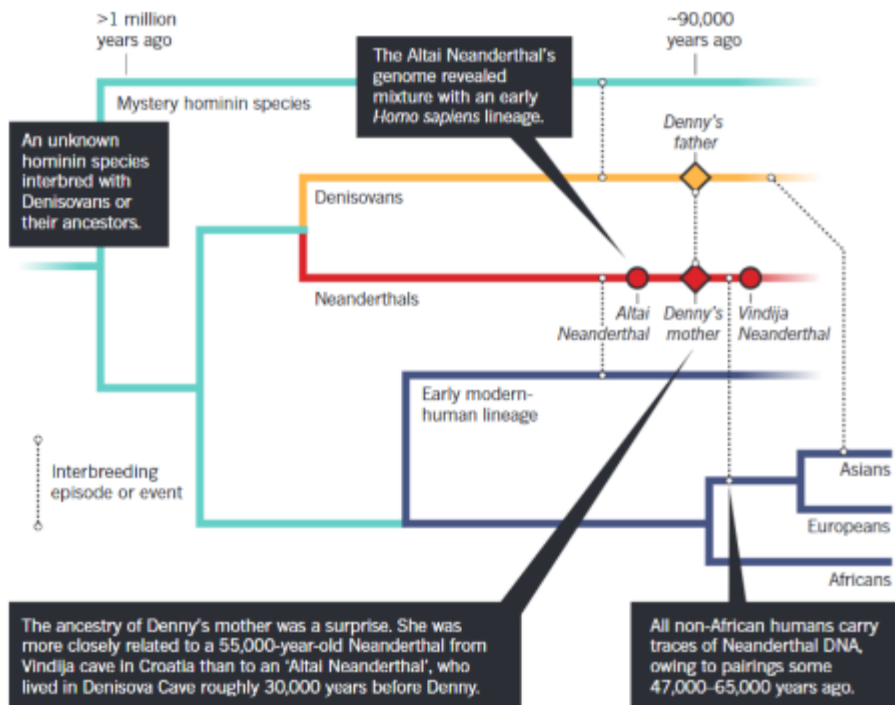 >1 million
years ago
~90,000
years ago
The Altai Neanderthal's
genome revealed
mixture with an early
Homo sapiens lineage.
Mystery hominin species
An unknown
hominin species
interbred with
Denisovans or
their ancestors.
Denny's
father
Denisovans
Neanderthals
Altai
Neanderthal
Denny's
mother
Vindija
Neanderthal
Early modern-
human lineage
Interbreeding
episode or event
Asians
Europeans
Africans
The ancestry of Denny's mother was a surprise. She was
more closely related to a 55,000-year-old Neanderthal from
Vindija cave in Croatia than to an ‘Altai Neanderthal’, who
lived in Denisova Cave roughly 30,000 years before Denny.
All non-African humans carry
traces of Neanderthal DNA,
owing to pairings some
47,000–65,000 years ago.